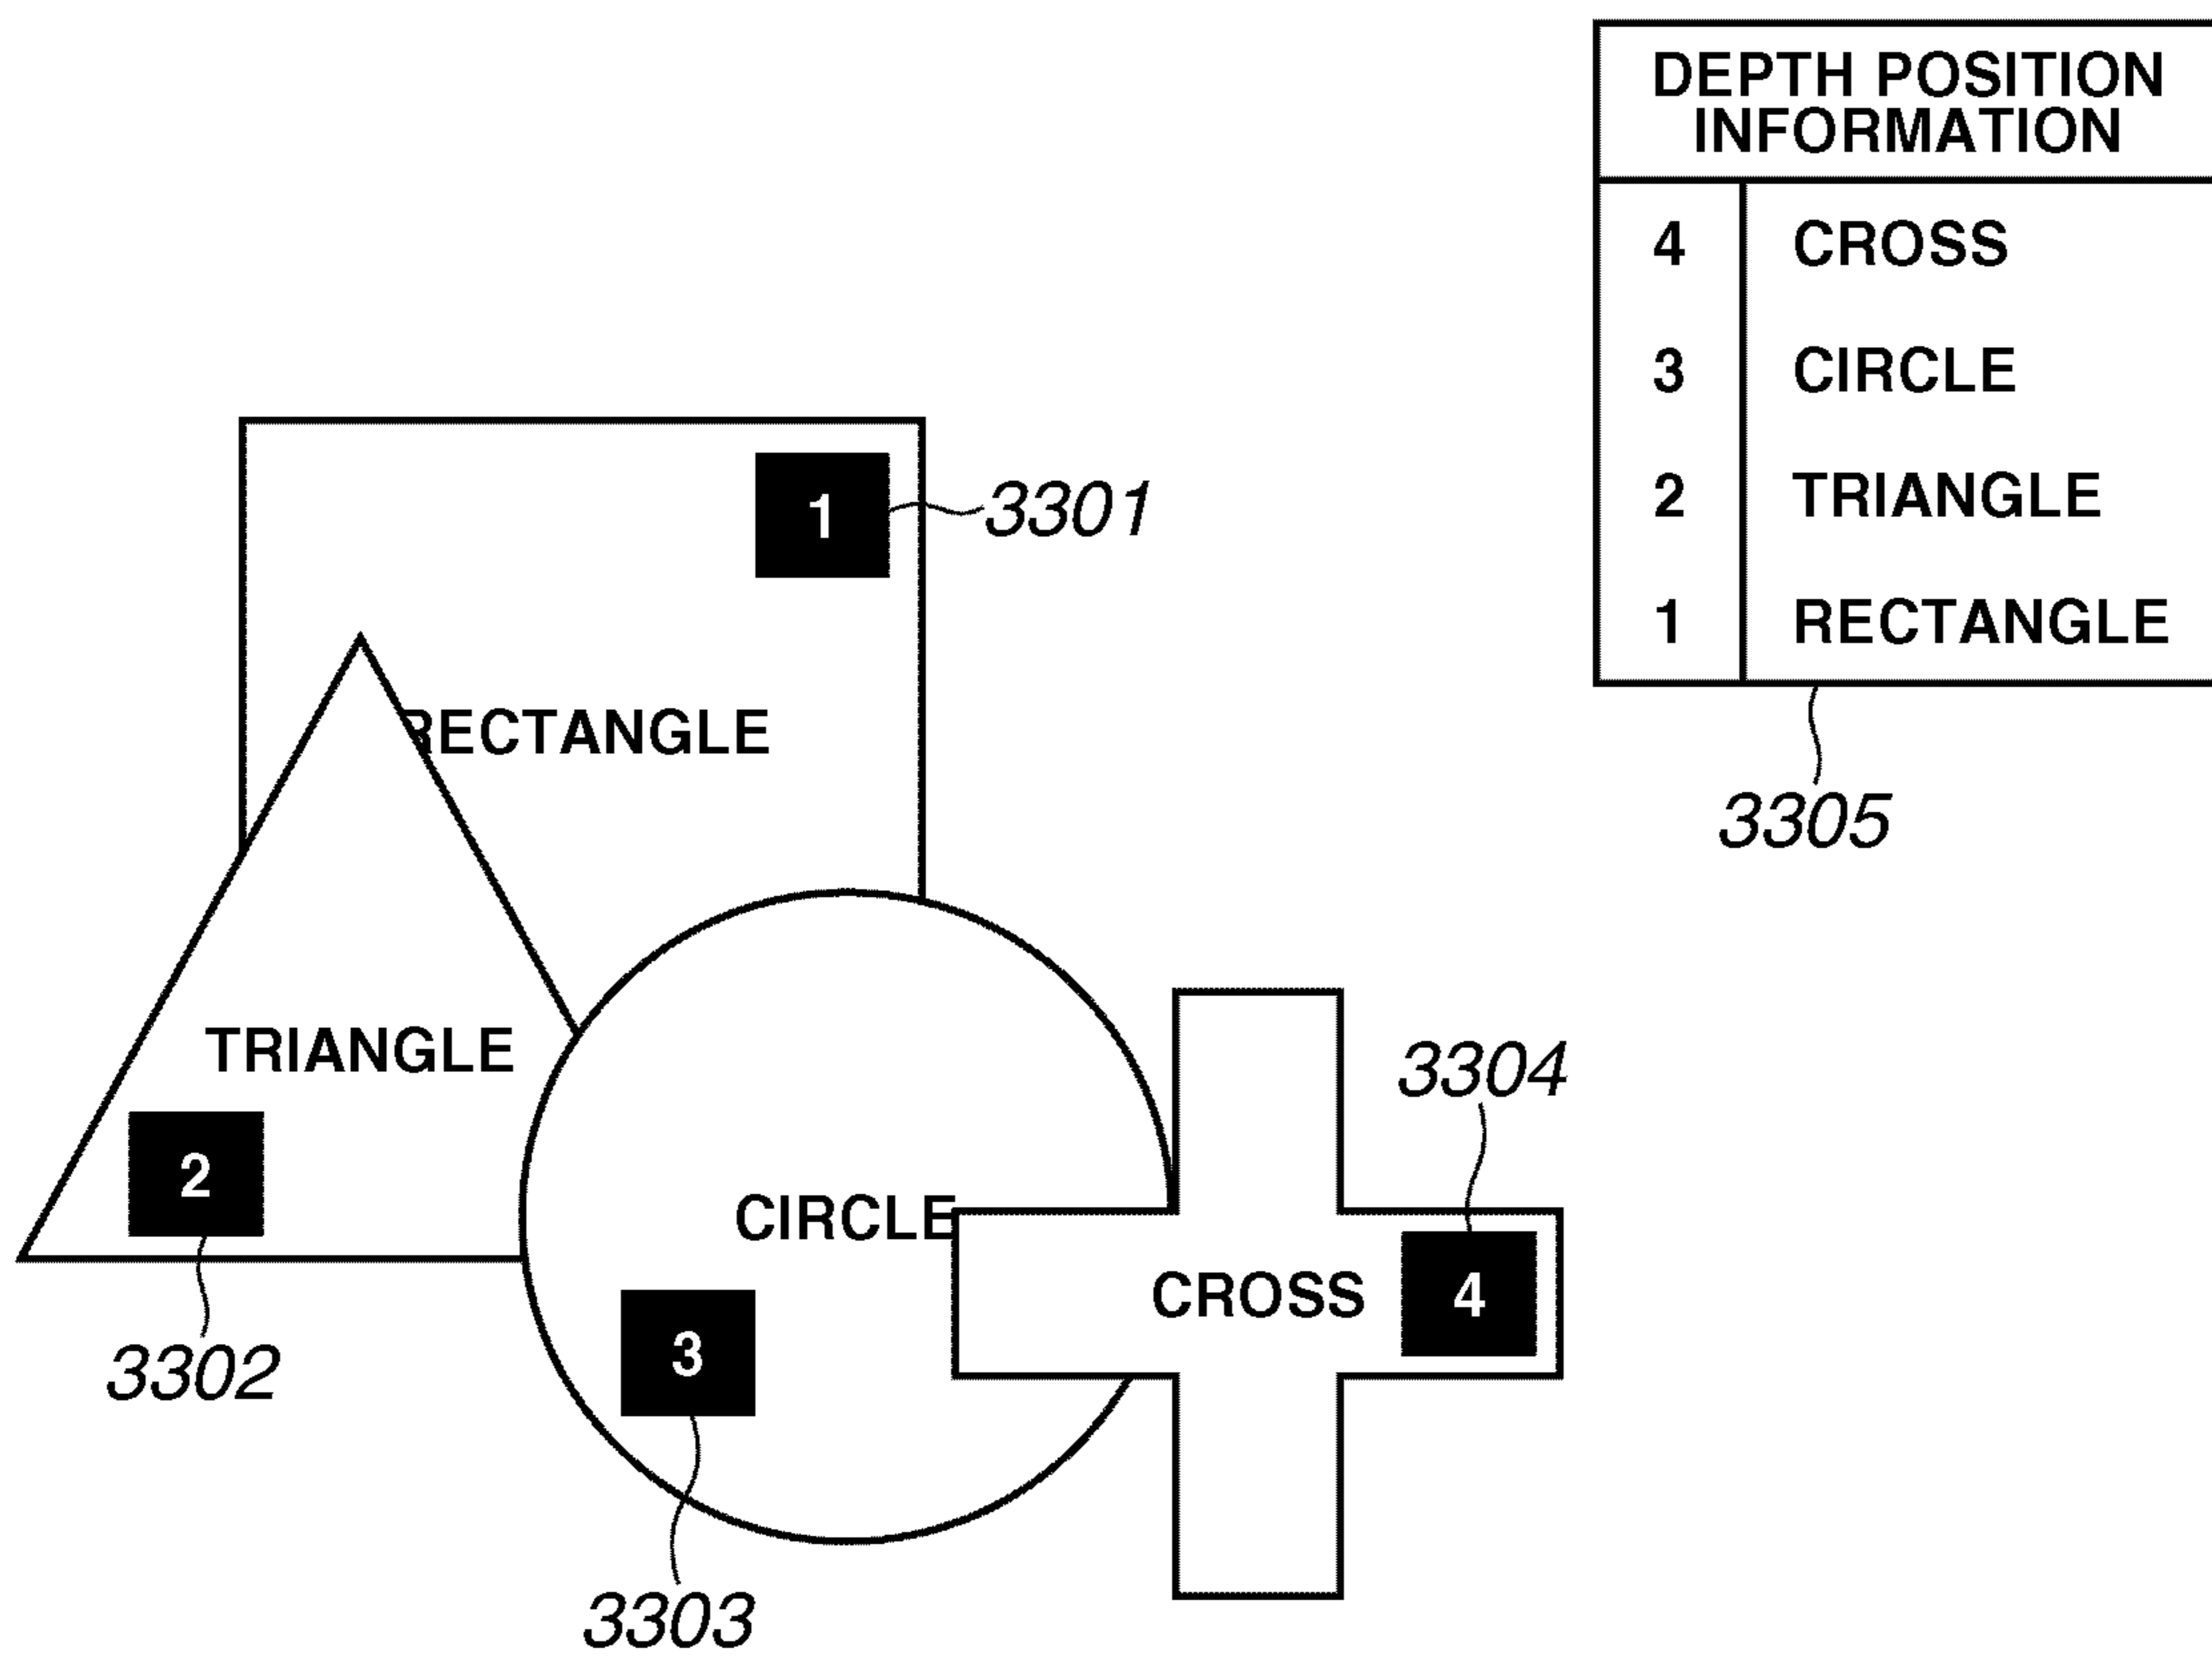 DEPTH POSITION
INFORMATION
4 CROSS
3 CIRCLE
2 TRIANGLE
1 RECTANGLE
3305
1
3301
RECTANGLE
TRIANGLE
2
3302
CIRCLE
3
3303
3304
CROSS
4